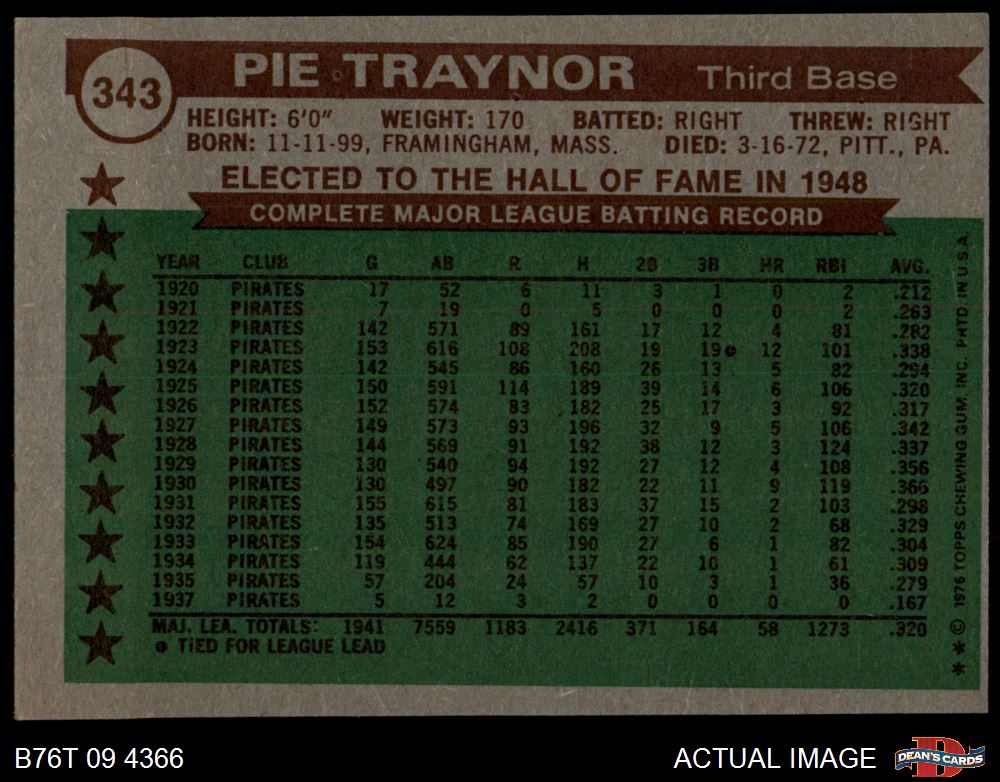 343
PIE TRAYNOR Third Base
HEIGHT: 6'0" WEIGHT: 170 BATTED: RIGHT THREW: RIGHT
BORN: 11-11-99, FRAMINGHAM, MASS. DIED: 3-16-72, PITT., PA.
ELECTED TO THE HALL OF FAME IN 1948
COMPLETE MAJOR LEAGUE BATTING RECORD
YEAR CLUB G AB R H 2B 3B HR RBI AVG.
1920 PIRATES 17 52 6 11 3 1 0 2 .212
1921 PIRATES 7 19 0 5 0 0 0 2 .263
1922 PIRATES 142 571 89 161 17 12 4 81 .282
1923 PIRATES 153 616 108 208 19 19● 12 101 .338
1924 PIRATES 142 545 86 160 26 13 5 82 .294
1925 PIRATES 150 591 114 189 39 14 6 106 .320
1926 PIRATES 152 574 83 182 25 17 3 92 .317
1927 PIRATES 149 573 93 196 32 9 5 106 .342
1928 PIRATES 144 569 91 192 38 12 3 124 .337
1929 PIRATES 130 540 94 192 27 12 4 108 .356
1930 PIRATES 130 497 90 182 22 11 9 119 .366
1931 PIRATES 155 615 81 183 37 15 2 103 .298
1932 PIRATES 135 513 74 169 27 10 2 68 .329
1933 PIRATES 154 624 85 190 27 6 1 82 .304
1934 PIRATES 119 444 62 137 22 10 1 61 .309
1935 PIRATES 57 204 24 57 10 3 1 36 .279
1937 PIRATES 5 12 3 2 0 0 0 0 .167
MAJ. LEA. TOTALS: 1941 7559 1183 2416 371 164 58 1273 .320
● TIED FOR LEAGUE LEAD
* * © 1976 TOPPS CHEWING GUM, INC. PRTD. IN U.S.A.
B76T 09 4366
ACTUAL IMAGE
D
DEAN'S CARDS